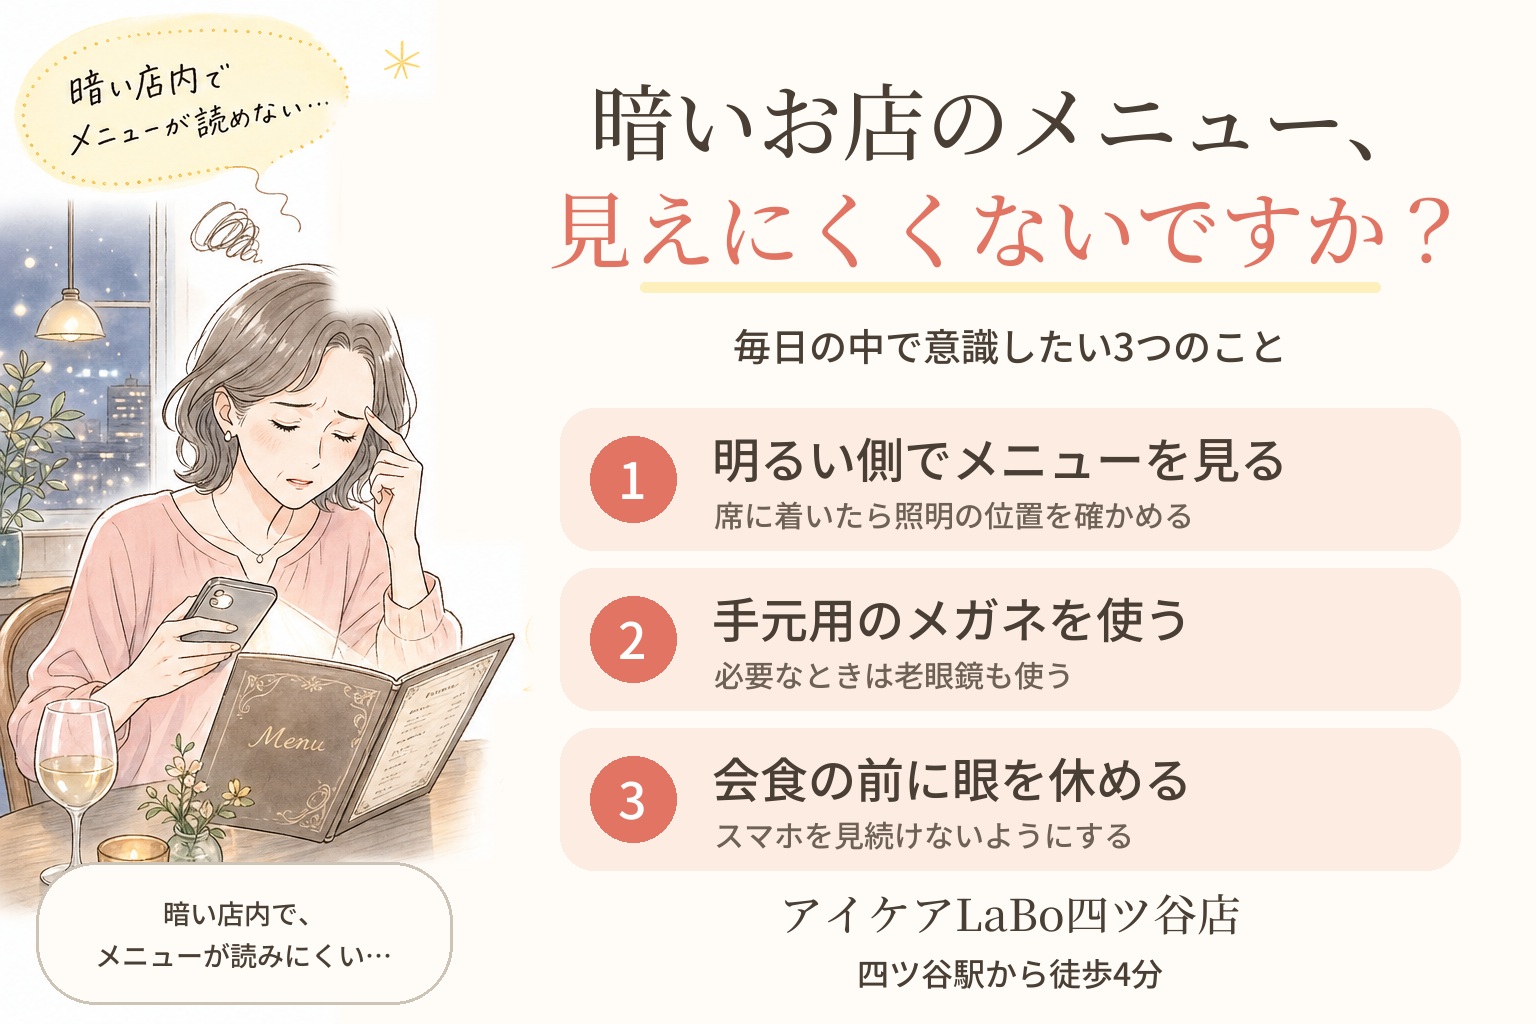 暗い店内で
メニューが読めない…
暗いお店のメニュー、
見えにくくないですか？
毎日の中で意識したい3つのこと
1
明るい側でメニューを見る
席に着いたら照明の位置を確かめる
2
手元用のメガネを使う
必要なときは老眼鏡も使う
3
会食の前に眼を休める
スマホを見続けないようにする
Menu
暗い店内で、
メニューが読みにくい…
アイケアLaBo四ツ谷店
四ツ谷駅から徒歩4分